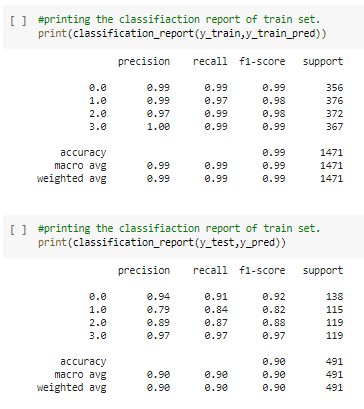 [ ] #printing the classifiaction report of train set.
print(classification_report(y_train,y_train_pred))
precision recall f1-score support
0.0 0.99 0.99 0.99 356
1.0 0.99 0.97 0.98 376
2.0 0.97 0.99 0.98 372
3.0 1.00 0.99 0.99 367
accuracy 0.99 1471
macro avg 0.99 0.99 0.99 1471
weighted avg 0.99 0.99 0.99 1471
[ ] #printing the classifiaction report of train set.
print(classification_report(y_test,y_pred))
precision recall f1-score support
0.0 0.94 0.91 0.92 138
1.0 0.79 0.84 0.82 115
2.0 0.89 0.87 0.88 119
3.0 0.97 0.97 0.97 119
accuracy 0.90 491
macro avg 0.90 0.90 0.90 491
weighted avg 0.90 0.90 0.90 491